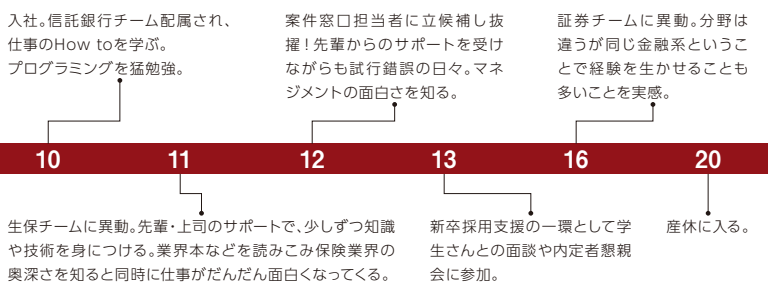 入社。信託銀行チーム配属され、
仕事のHow toを学ぶ。
プログラミングを猛勉強。
案件窓口担当者に立候補し抜
擢！先輩からのサポートを受け
ながらも試行錯誤の日々。マネ
ジメントの面白さを知る。
証券チームに異動。分野は
違うが同じ金融系というこ
とで経験を生かせることも
多いことを実感。
10 11 12 13 16 20
生保チームに異動。先輩・上司のサポートで、少しずつ知識
や技術を身につける。業界本などを読みこみ保険業界の
奥深さを知ると同時に仕事がだんだん面白くなってくる。
新卒採用支援の一環として学
生さんとの面談や内定者懇親
会に参加。
産休に入る。